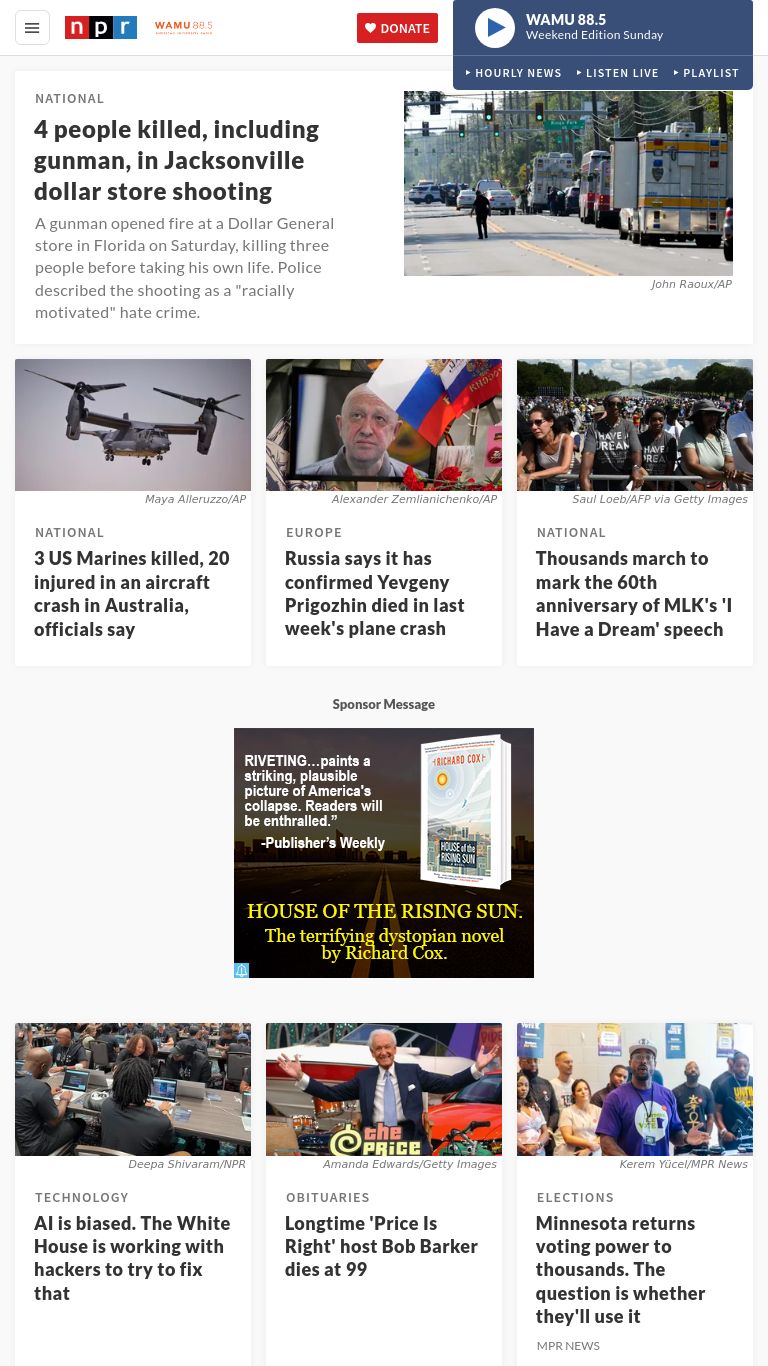 npr
WAMU 88.5
DONATE
WAMU 88.5
Weekend Edition Sunday
HOURLY NEWS
LISTEN LIVE
PLAYLIST
NATIONAL
4 people killed, including
gunman, in Jacksonville
dollar store shooting
A gunman opened fire at a Dollar General
store in Florida on Saturday, killing three
people before taking his own life. Police
described the shooting as a "racially
motivated" hate crime.
John Raoux/AP
Maya Alleruzzo/AP
NATIONAL
3 US Marines killed, 20
injured in an aircraft
crash in Australia,
officials say
Alexander Zemlianichenko/AP
EUROPE
Russia says it has
confirmed Yevgeny
Prigozhin died in last
week's plane crash
I HAVE
A DREAM
Saul Loeb/AFP via Getty Images
NATIONAL
Thousands march to
mark the 60th
anniversary of MLK's 'I
Have a Dream' speech
Sponsor Message
RIVETING...paints a
striking, plausible
picture of America's
collapse. Readers will
be enthralled.”
-Publisher’s Weekly
RICHARD COX
HOUSE of the
RISING SUN
HOUSE OF THE RISING SUN.
The terrifying dystopian novel
by Richard Cox.
Deepa Shivaram/NPR
TECHNOLOGY
AI is biased. The White
House is working with
hackers to try to fix
that
the
PRICE
Amanda Edwards/Getty Images
OBITUARIES
Longtime 'Price Is
Right' host Bob Barker
dies at 99
VOTE
Kerem Yücel/MPR News
ELECTIONS
Minnesota returns
voting power to
thousands. The
question is whether
they'll use it
MPR NEWS